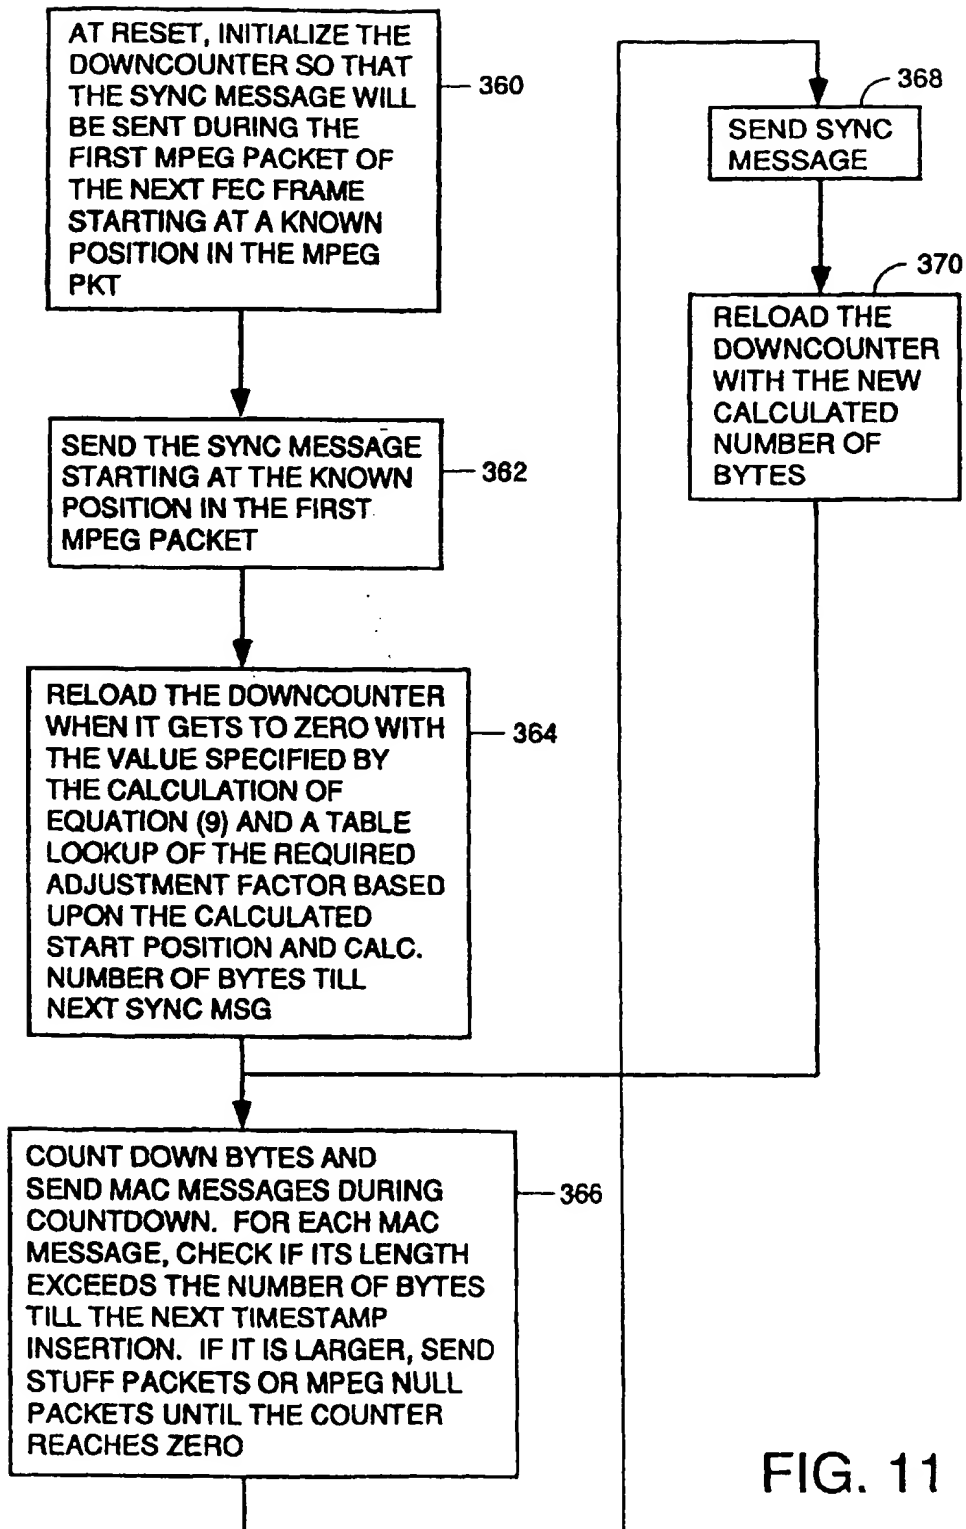 AT RESET, INITIALIZE THE
DOWNCOUNTER SO THAT
THE SYNC MESSAGE WILL
BE SENT DURING THE
FIRST MPEG PACKET OF
THE NEXT FEC FRAME
STARTING AT A KNOWN
POSITION IN THE MPEG
PKT
360
SEND THE SYNC MESSAGE
STARTING AT THE KNOWN
POSITION IN THE FIRST
MPEG PACKET
362
RELOAD THE DOWNCOUNTER
WHEN IT GETS TO ZERO WITH
THE VALUE SPECIFIED BY
THE CALCULATION OF
EQUATION (9) AND A TABLE
LOOKUP OF THE REQUIRED
ADJUSTMENT FACTOR BASED
UPON THE CALCULATED
START POSITION AND CALC.
NUMBER OF BYTES TILL
NEXT SYNC MSG
364
COUNT DOWN BYTES AND
SEND MAC MESSAGES DURING
COUNTDOWN. FOR EACH MAC
MESSAGE, CHECK IF ITS LENGTH
EXCEEDS THE NUMBER OF BYTES
TILL THE NEXT TIMESTAMP
INSERTION. IF IT IS LARGER, SEND
STUFF PACKETS OR MPEG NULL
PACKETS UNTIL THE COUNTER
REACHES ZERO
366
368
SEND SYNC
MESSAGE
370
RELOAD THE
DOWNCOUNTER
WITH THE NEW
CALCULATED
NUMBER OF
BYTES
FIG. 11